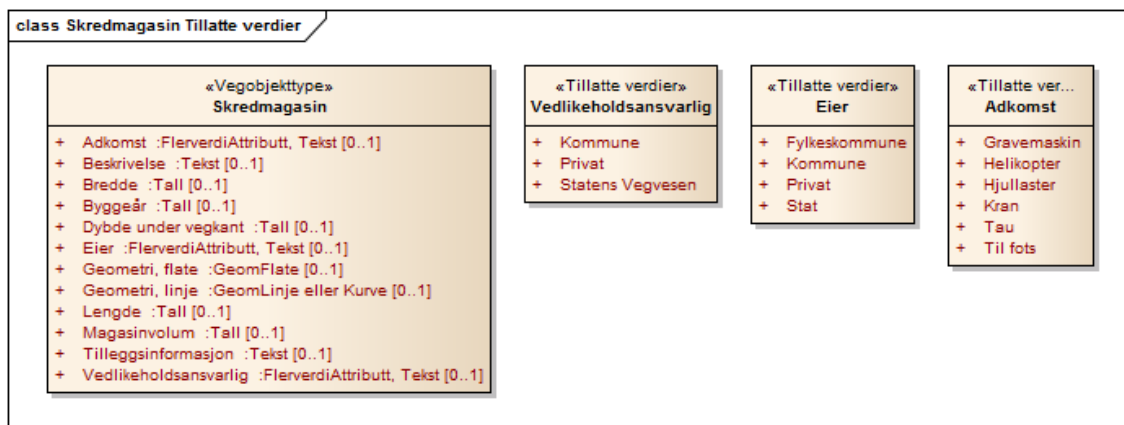 class Skredmagasin Tillatte verdier
«Vegobjekttype»
Skredmagasin
+ Adkomst :FlerverdiAttributt, Tekst [0..1]
+ Beskrivelse :Tekst [0..1]
+ Bredde :Tall [0..1]
+ Byggeår :Tall [0..1]
+ Dybde under vegkant :Tall [0..1]
+ Eier :FlerverdiAttributt, Tekst [0..1]
+ Geometri, flate :GeomFlate [0..1]
+ Geometri, linje :GeomLinje eller Kurve [0..1]
+ Lengde :Tall [0..1]
+ Magasinvolum :Tall [0..1]
+ Tilleggsinformasjon :Tekst [0..1]
+ Vedlikeholdsansvarlig :FlerverdiAttributt, Tekst [0..1]
«Tillatte verdier»
Vedlikeholdsansvarlig
+ Kommune
+ Privat
+ Statens Vegvesen
«Tillatte verdier»
Eier
+ Fylkeskommune
+ Kommune
+ Privat
+ Stat
«Tillatte ver...
Adkomst
+ Gravemaskin
+ Helikopter
+ Hjullaster
+ Kran
+ Tau
+ Til fots